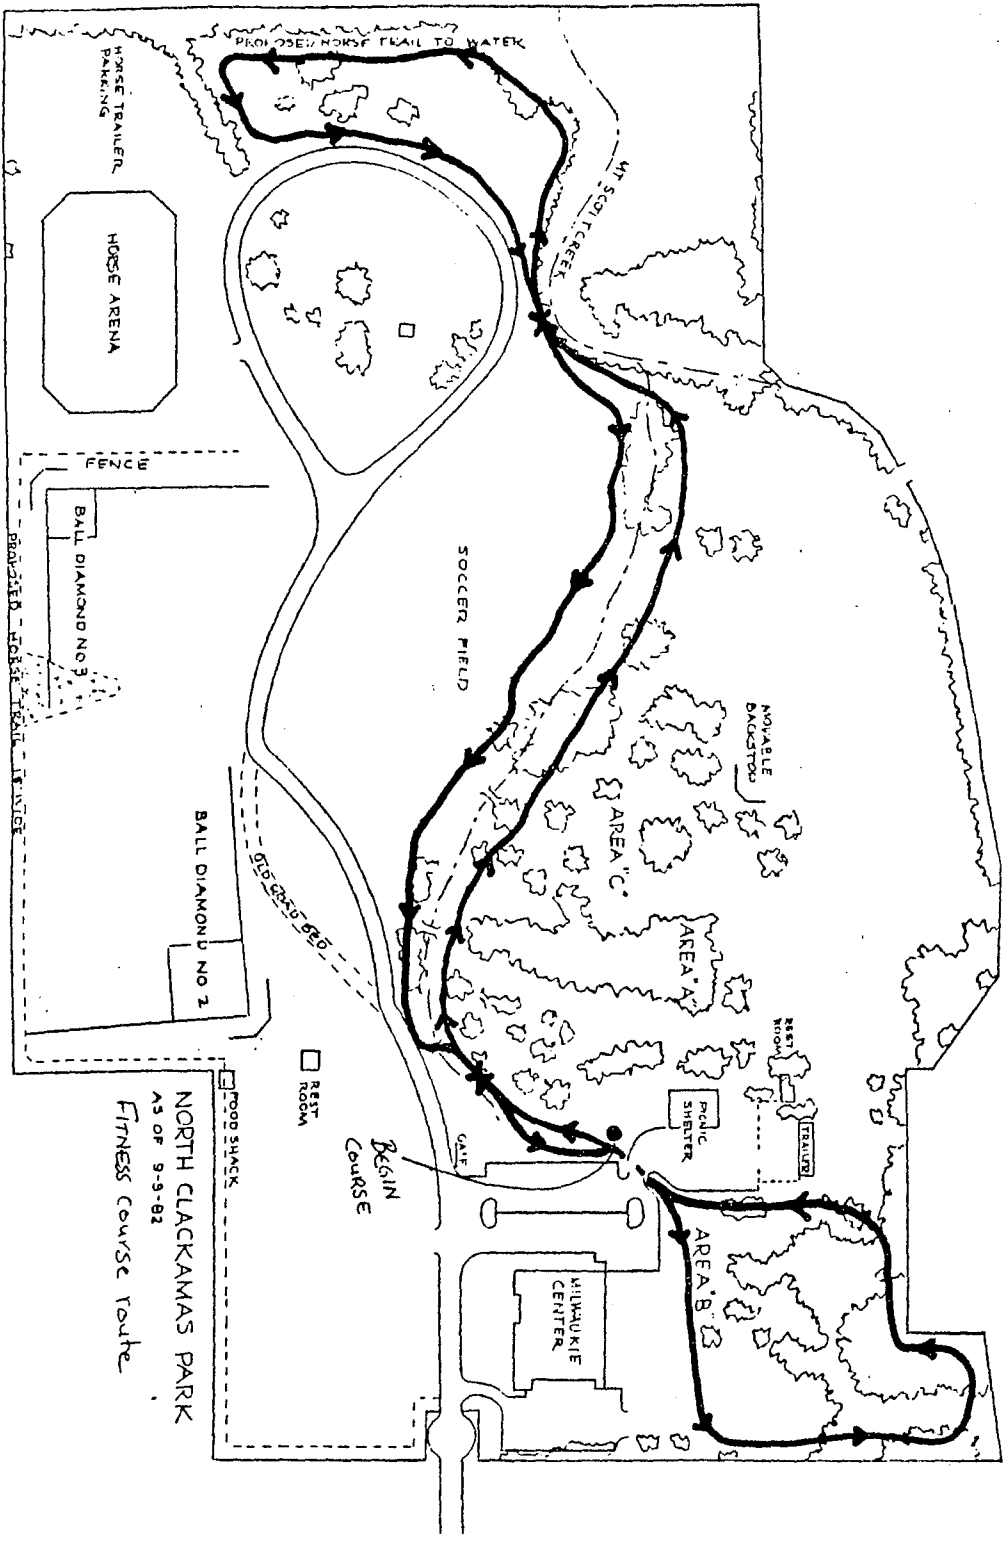 PROPOSED HORSE TRAIL TO WATER
HORSE TRAILER
PARKING
MT SCOTT CREEK
HORSE ARENA
FENCE
BALL DIAMOND NO 3
PROPOSED HORSE TRAIL
SOCCER FIELD
MOVABLE
BACKSTOP
AREA "C"
AREA "A"
BALL DIAMOND NO 2
OLD ROAD BED
REST
ROOM
REST
ROOM
PICNIC
SHELTER
TRAILER
FOOD SHACK
GATE
BEGIN
COURSE
AREA "B"
MILWAUKIE
CENTER
NORTH CLACKAMAS PARK
AS OF 9-9-82
FITNESS COURSE ROUTE